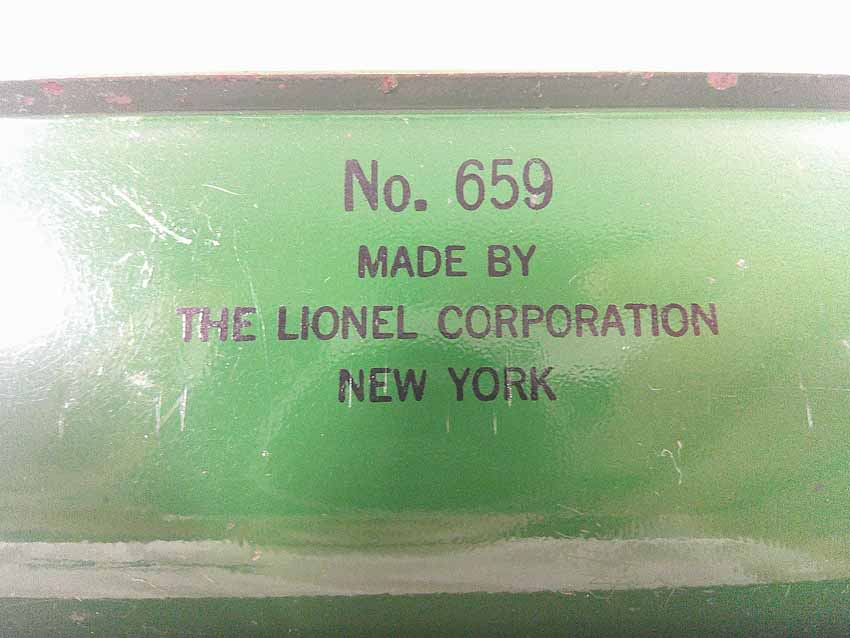 No. 659
MADE BY
THE LIONEL CORPORATION
NEW YORK